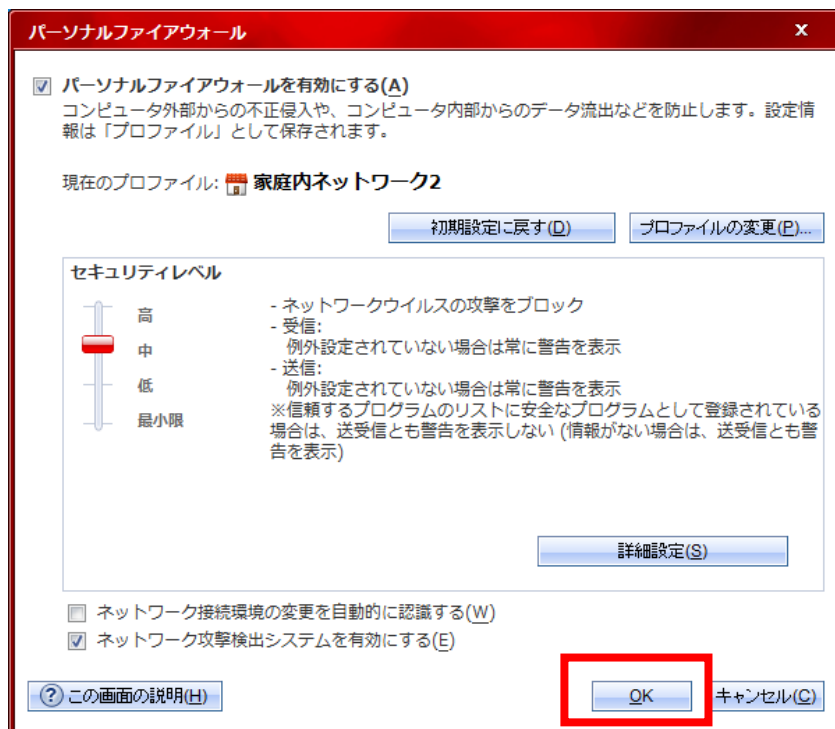 パーソナルファイアウォール x
パーソナルファイアウォールを有効にする(A)
コンピュータ外部からの不正侵入や、コンピュータ内部からのデータ流出などを防止します。設定情
報は「プロファイル」として保存されます。
現在のプロファイル: 家庭内ネットワーク2
初期設定に戻す(D) プロファイルの変更(P)...
セキュリティレベル
高
中
低
最小限
- ネットワークウイルスの攻撃をブロック
- 受信:
例外設定されていない場合は常に警告を表示
- 送信:
例外設定されていない場合は常に警告を表示
※信頼するプログラムのリストに安全なプログラムとして登録されている
場合は、送受信とも警告を表示しない (情報がない場合は、送受信とも警
告を表示)
詳細設定(S)
ネットワーク接続環境の変更を自動的に認識する(W)
ネットワーク攻撃検出システムを有効にする(E)
? この画面の説明(H) OK キャンセル(C)